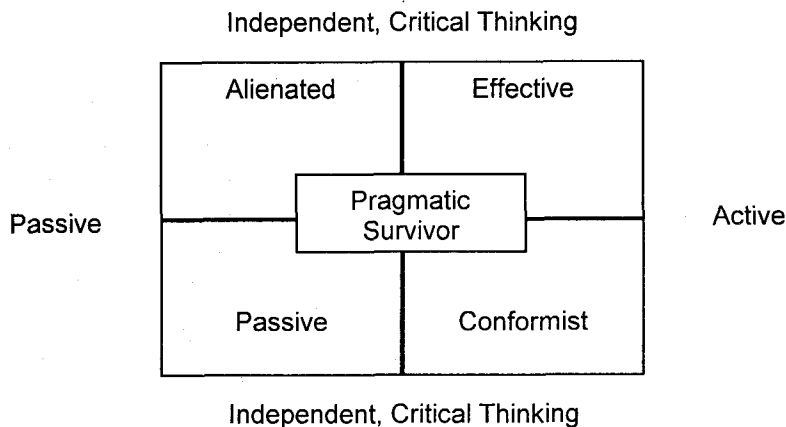 Independent, Critical Thinking
Alienated
Effective
Pragmatic
Survivor
Passive
Active
Passive
Conformist
Independent, Critical Thinking